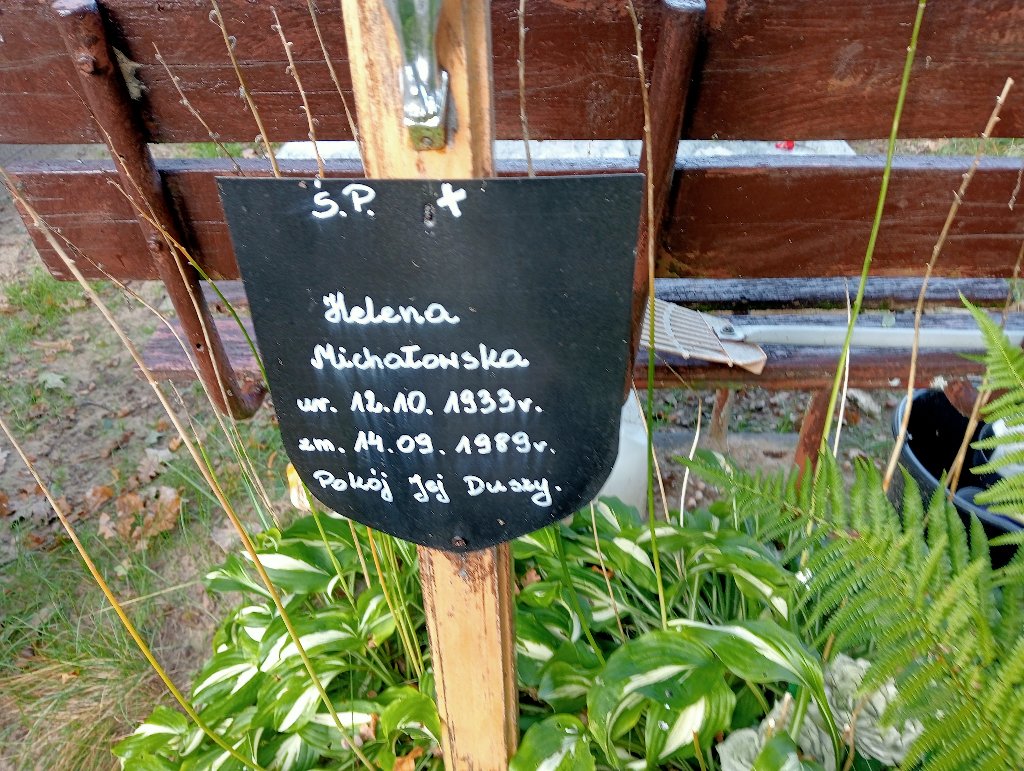 Ś.P.
Helena
Michałowska
ur. 12.10.1933r.
zm. 14.09.1989r.
Pokój Jej Duszy.